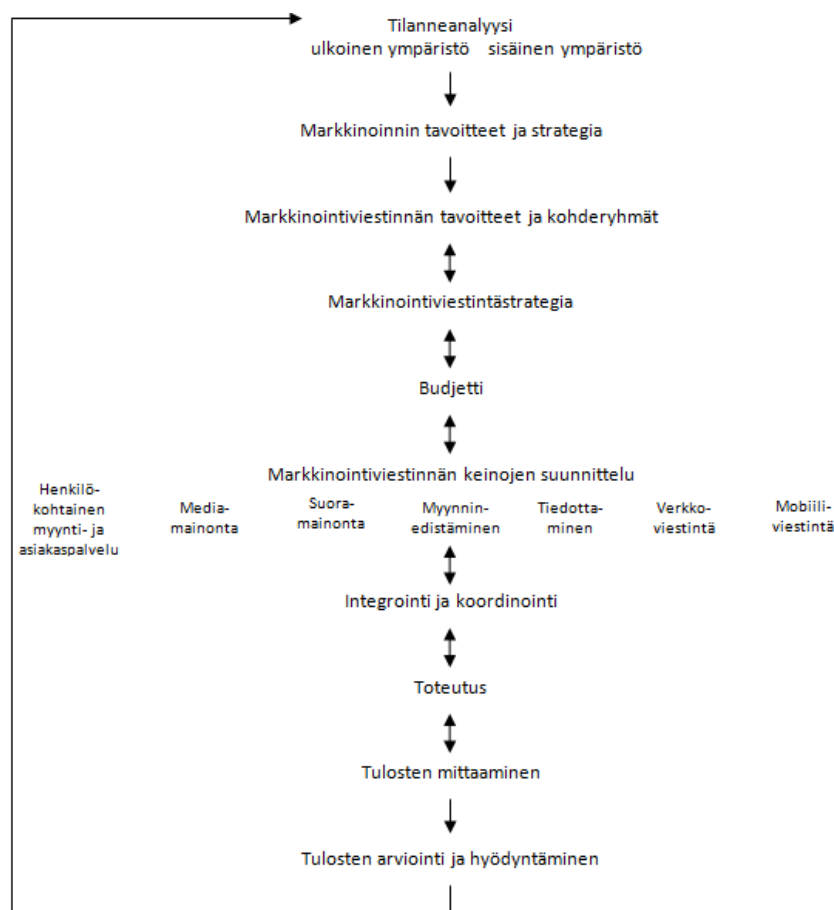 Tilanneanalyysi
ulkoinen ympäristö sisäinen ympäristö
Markkinoinnin tavoitteet ja strategia
Markkinointiviestinnän tavoitteet ja kohderyhmät
Markkinointiviestintästrategia
Budjetti
Markkinointiviestinnän keinojen suunnittelu
Henkilö-
kohtainen
myynti- ja
asiakaspalvelu
Media-
mainonta
Suora-
mainonta
Myynnin-
edistäminen
Tiedotta-
minen
Verkko-
viestintä
Mobiili-
viestintä
Integrointi ja koordinointi
Toteutus
Tulosten mittaaminen
Tulosten arviointi ja hyödyntäminen